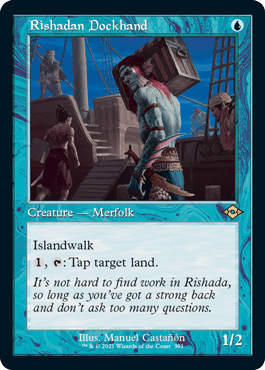 Rishadan Dockhand
Creature — Merfolk
Islandwalk
1, : Tap target land.
It's not hard to find work in Rishada,
so long as you've got a strong back
and don't ask too many questions.
Illus. Manuel Castañón
™ & © 2021 Wizards of the Coast
1/2